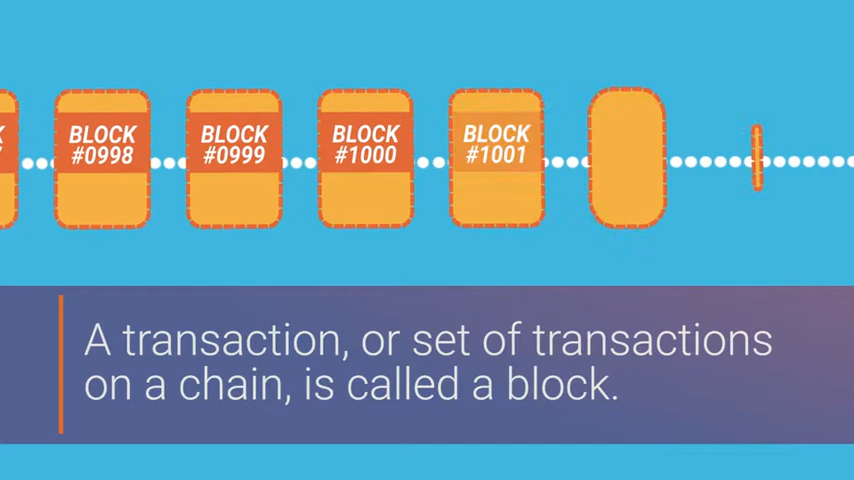 BLOCK
#0998
BLOCK
#0999
BLOCK
#1000
BLOCK
#1001
A transaction, or set of transactions
on a chain, is called a block.